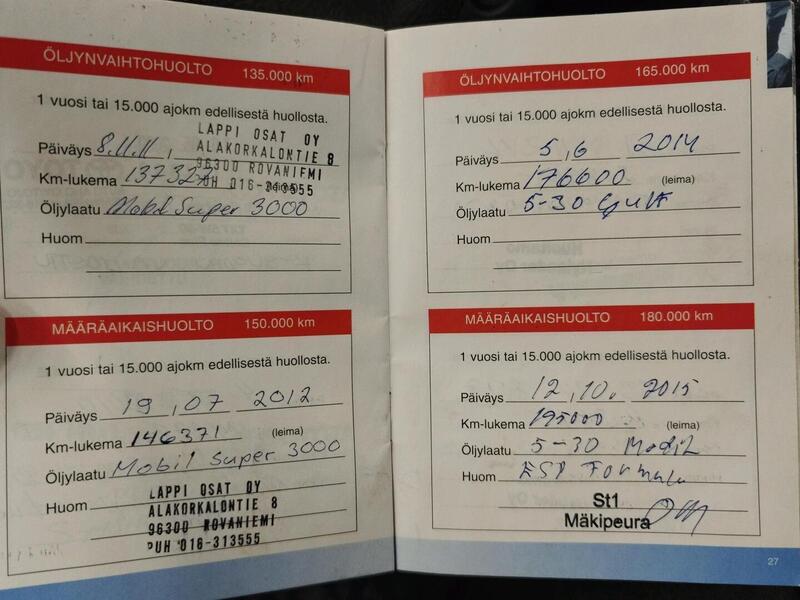 ÖLJYNVAIHTOHUOLTO 135.000 km
1 vuosi tai 15.000 ajokm edellisestä huollosta.
LAPPI OSAT OY
ALAKORKALONTIE 8
Päiväys 8.11.11
96300 ROVANIEMI
Km-lukema 137327
PUH 016-313555
Öljylaatu Mobil Super 3000
Huom
MÄÄRÄAIKAISHUOLTO 150.000 km
1 vuosi tai 15.000 ajokm edellisestä huollosta.
Päiväys 19 , 07 2012
Km-lukema 146371 (leima)
Öljylaatu Mobil Super 3000
Huom
LAPPI OSAT OY
ALAKORKALONTIE 8
96300 ROVANIEMI
PUH 016-313555
ÖLJYNVAIHTOHUOLTO 165.000 km
1 vuosi tai 15.000 ajokm edellisestä huollosta.
Päiväys 5 , 6 2014
Km-lukema 176600 (leima)
Öljylaatu 5-30 Gulf
Huom
MÄÄRÄAIKAISHUOLTO 180.000 km
1 vuosi tai 15.000 ajokm edellisestä huollosta.
Päiväys 12 , 10. 2015
Km-lukema 195000 (leima)
Öljylaatu 5-30 Mobil
Huom ESP Formula
St1
Mäkipeura
27